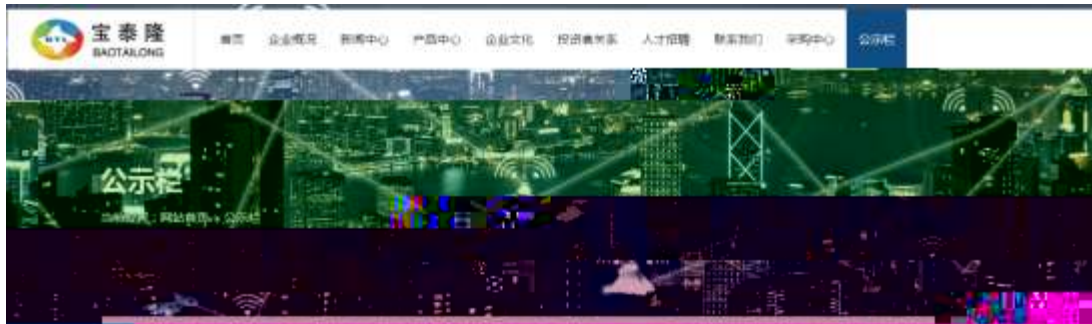 宝泰隆
BAOTAILONG
首页 企业概况 新闻中心 产品中心 企业文化 投资者关系 人才招聘 联系我们 采购中心 公示栏
公示栏
当前位置：网站首页 > 公示栏